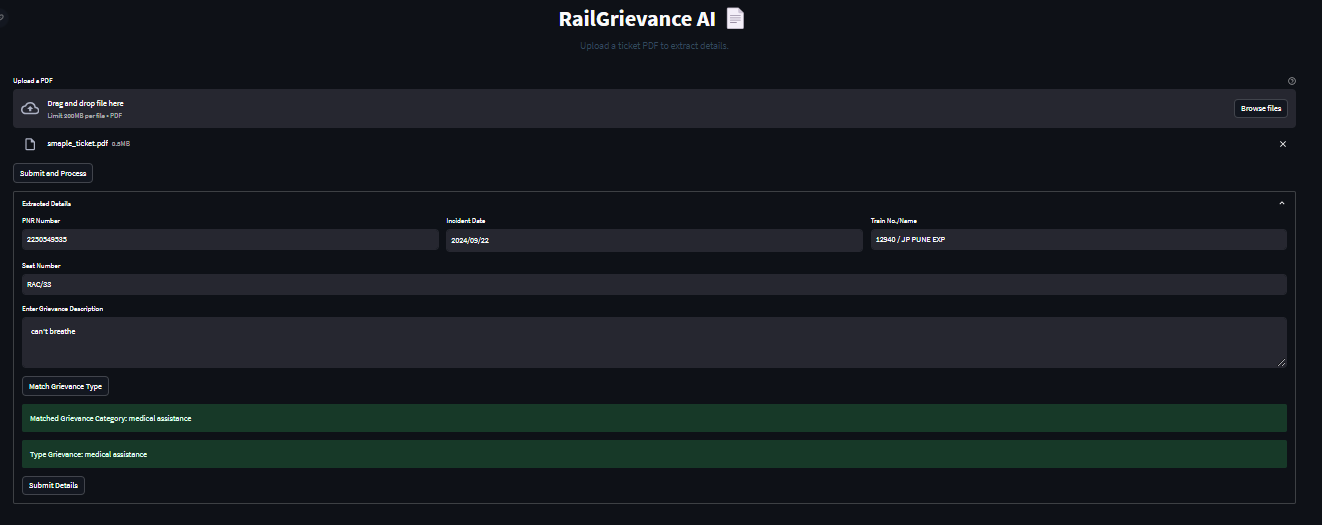 RailGrievance AI
Upload a ticket PDF to extract details.
Upload a PDF
Drag and drop file here
Limit 200MB per file • PDF
Browse files
smaple_ticket.pdf 0.8MB
Submit and Process
Extracted Details
PNR Number
Incident Date
Train No./Name
2230549535
2024/09/22
12940 / JP PUNE EXP
Seat Number
RAC/33
Enter Grievance Description
can't breathe
Match Grievance Type
Matched Grievance Category: medical assistance
Type Grievance: medical assistance
Submit Details